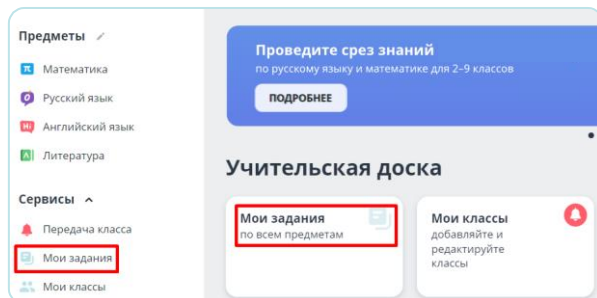 Предметы
Математика
Русский язык
Английский язык
Литература
Сервисы
Передача класса
Мои задания
Мои классы
Проведите срез знаний
по русскому языку и математике для 2–9 классов
ПОДРОБНЕЕ
Учительская доска
Мои задания
по всем предметам
Мои классы
добавляйте и
редактируйте
классы